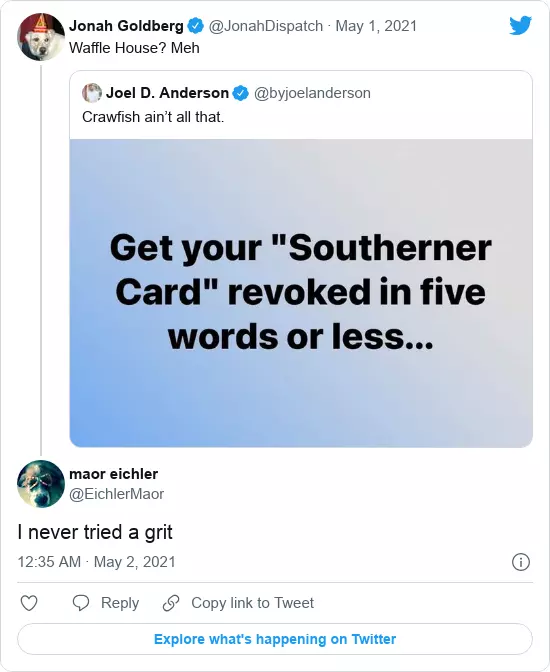 Jonah Goldberg @JonahDispatch · May 1, 2021
Waffle House? Meh
Joel D. Anderson @byjoelanderson
Crawfish ain’t all that.
Get your "Southerner
Card" revoked in five
words or less...
maor eichler
@EichlerMaor
I never tried a grit
12:35 AM · May 2, 2021
Reply Copy link to Tweet
Explore what's happening on Twitter